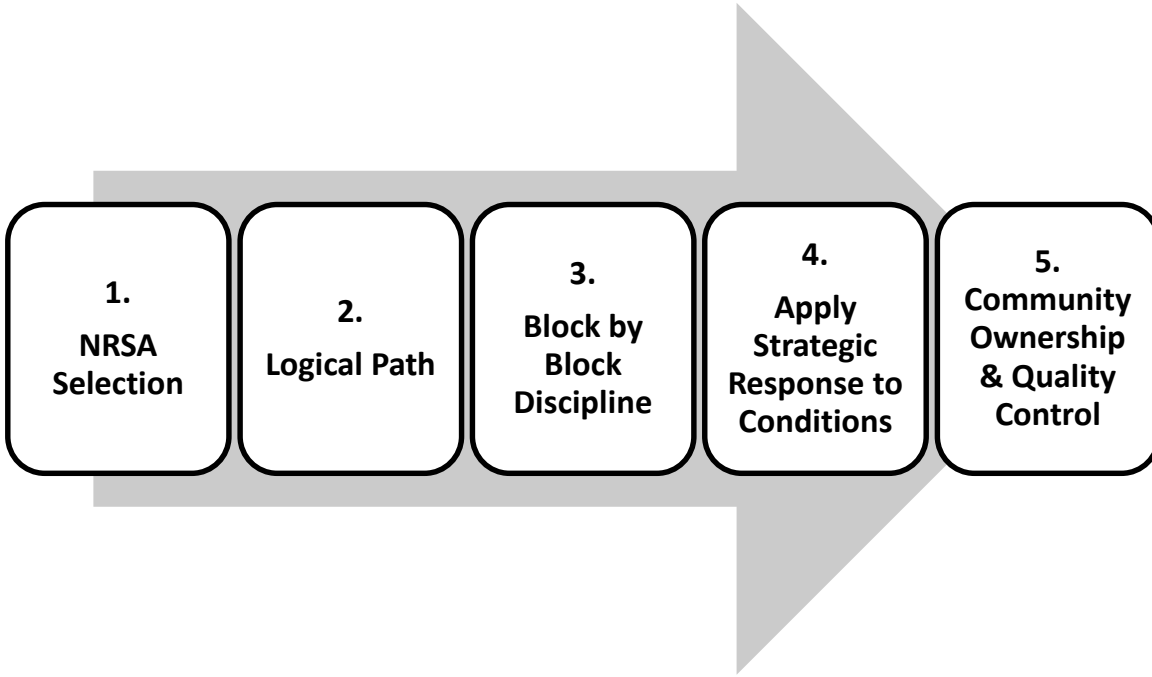 1.
NRSA
Selection
2.
Logical Path
3.
Block by
Block
Discipline
4.
Apply
Strategic
Response to
Conditions
5.
Community
Ownership
& Quality
Control